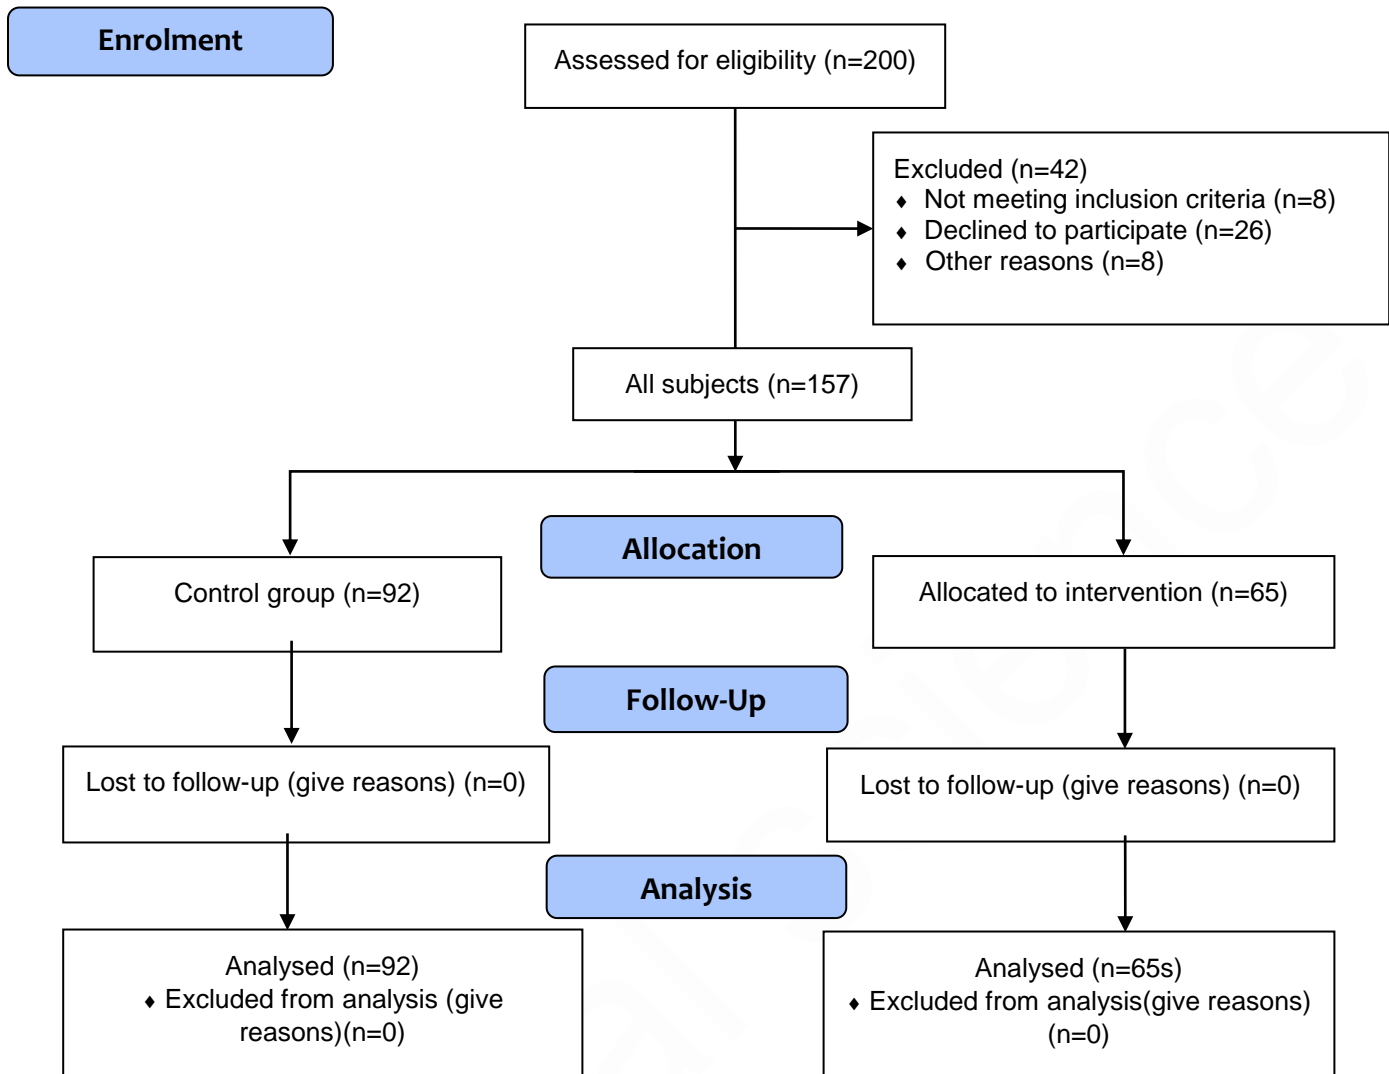 Enrolment
Assessed for eligibility (n=200)
Excluded (n=42)
♦ Not meeting inclusion criteria (n=8)
♦ Declined to participate (n=26)
♦ Other reasons (n=8)
All subjects (n=157)
Allocation
Control group (n=92)
Allocated to intervention (n=65)
Follow-Up
Lost to follow-up (give reasons) (n=0)
Lost to follow-up (give reasons) (n=0)
Analysis
Analysed (n=92)
♦ Excluded from analysis (give
reasons)(n=0)
Analysed (n=65s)
♦ Excluded from analysis(give reasons)
(n=0)